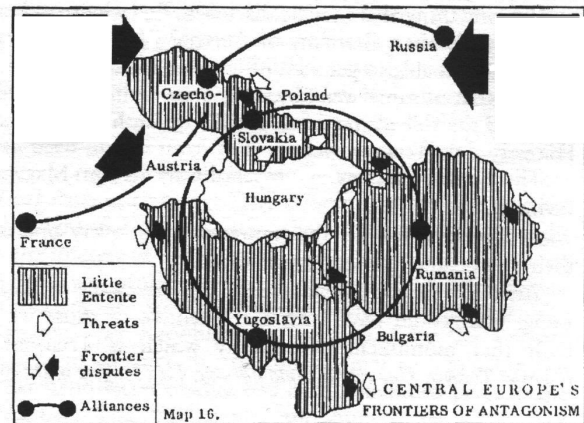 Russia
Czecho-
Poland
Slovakia
Austria
Hungary
France
Rumania
Yugoslavia
Bulgaria
Little
Entente
Threats
Frontier
disputes
Alliances
Map 16.
CENTRAL EUROPE'S
FRONTIERS OF ANTAGONISM